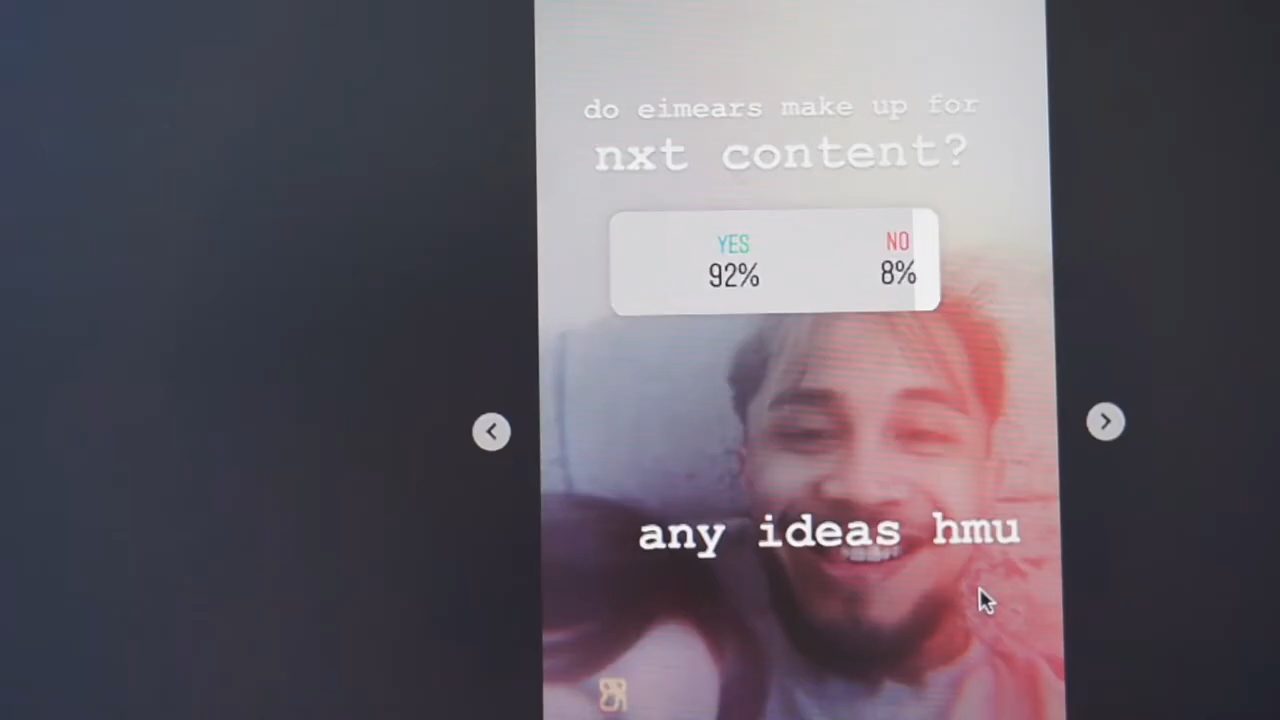 do eimears make up for
nxt content?
YES
NO
92%
8%
any ideas hmu